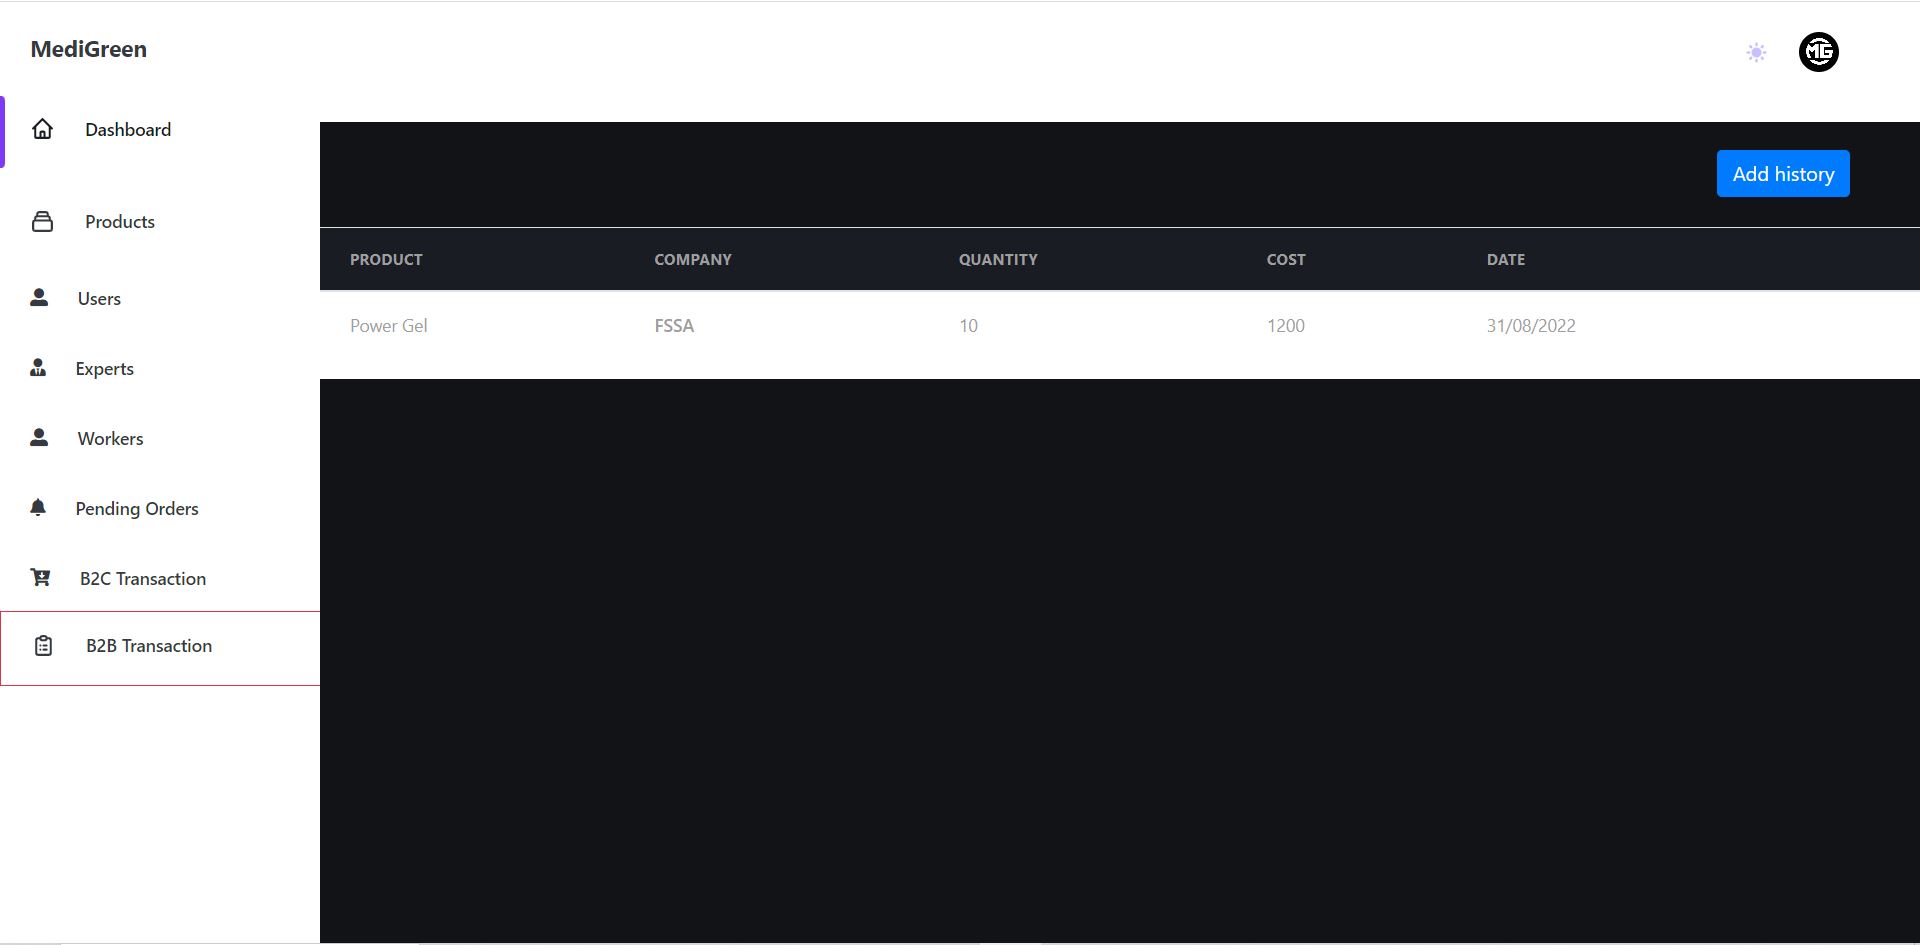 MediGreen
MG
Dashboard
Add history
Products
PRODUCT COMPANY QUANTITY COST DATE
Users
Power Gel FSSA 10 1200 31/08/2022
Experts
Workers
Pending Orders
B2C Transaction
B2B Transaction